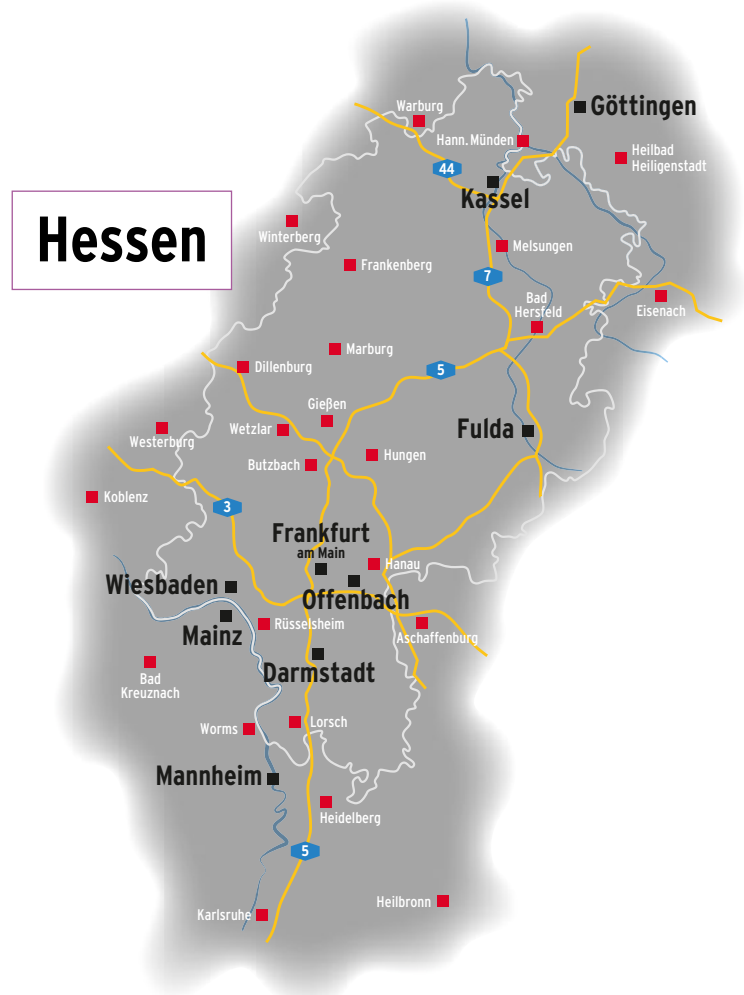 Göttingen
Warburg
Hann. Münden
Heilbad
Heiligenstadt
44
Kassel
Hessen
Winterberg
Melsungen
Frankenberg
7
Bad
Hersfeld
Eisenach
Marburg
Dillenburg
5
Gießen
Wetzlar
Westerburg
Fulda
Butzbach
Hungen
Koblenz
3
Frankfurt
am Main
Hanau
Wiesbaden
Offenbach
Mainz
Rüsselsheim
Aschaffenburg
Darmstadt
Bad
Kreuznach
Worms
Lorsch
Mannheim
Heidelberg
5
Karlsruhe
Heilbronn